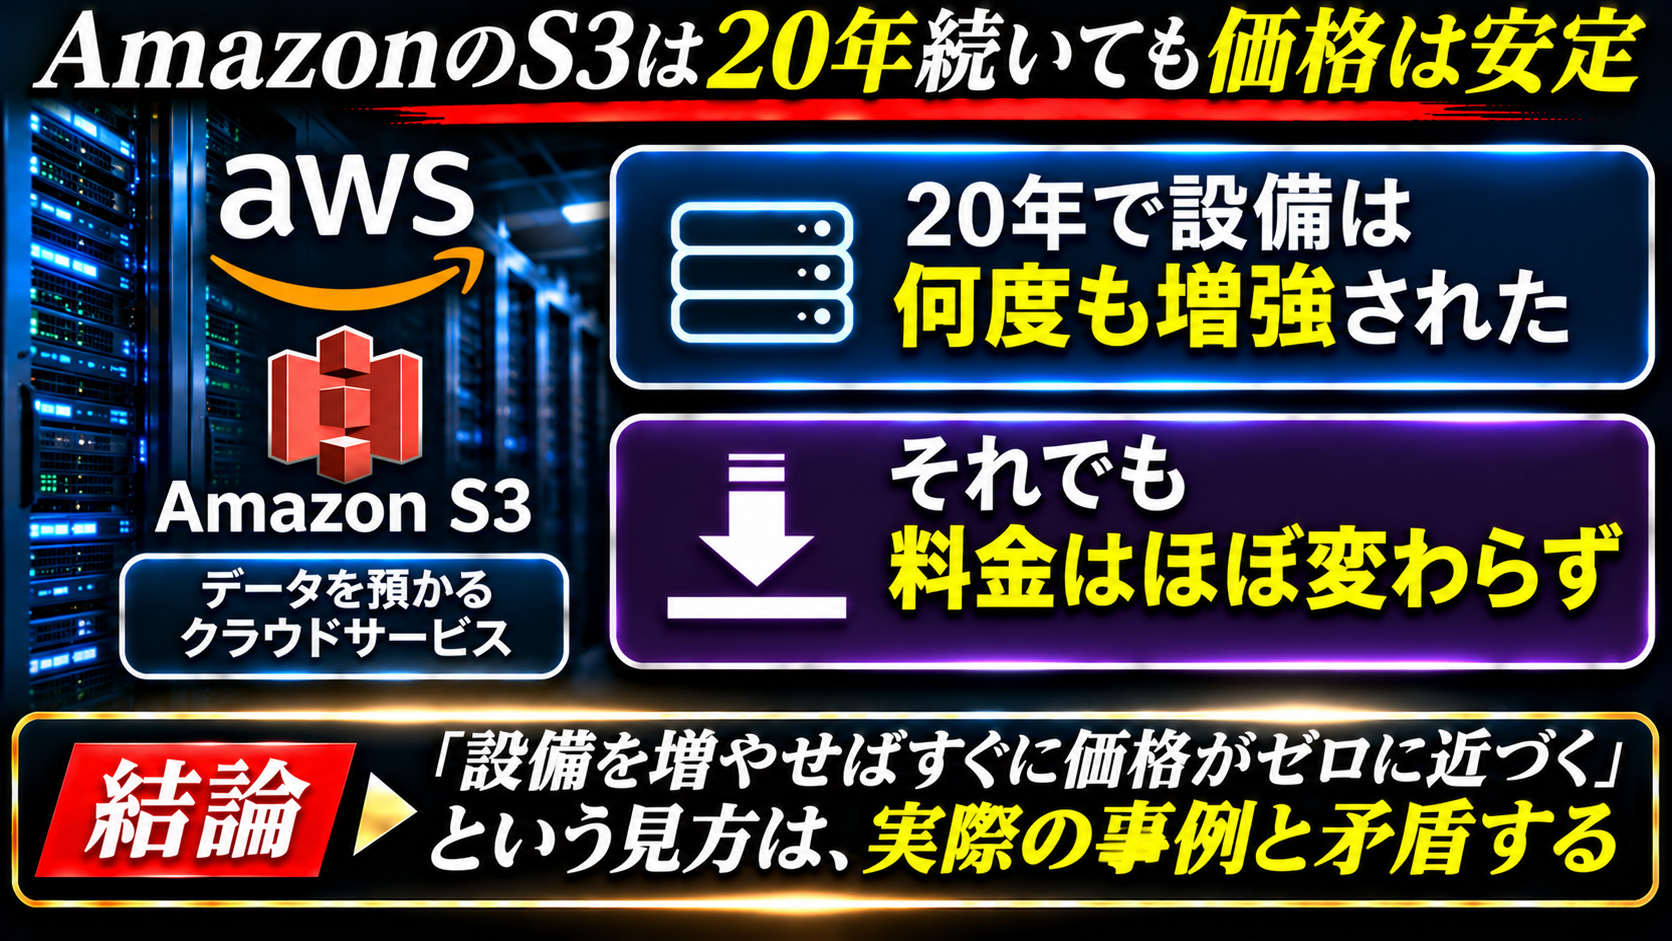 AmazonのS3は20年続いても価格は安定
aws
Amazon S3
データを預かる
クラウドサービス
20年で設備は
何度も増強された
それでも
料金はほぼ変わらず
結論
「設備を増やせばすぐに価格がゼロに近づく」
という見方は、実際の事例と矛盾する